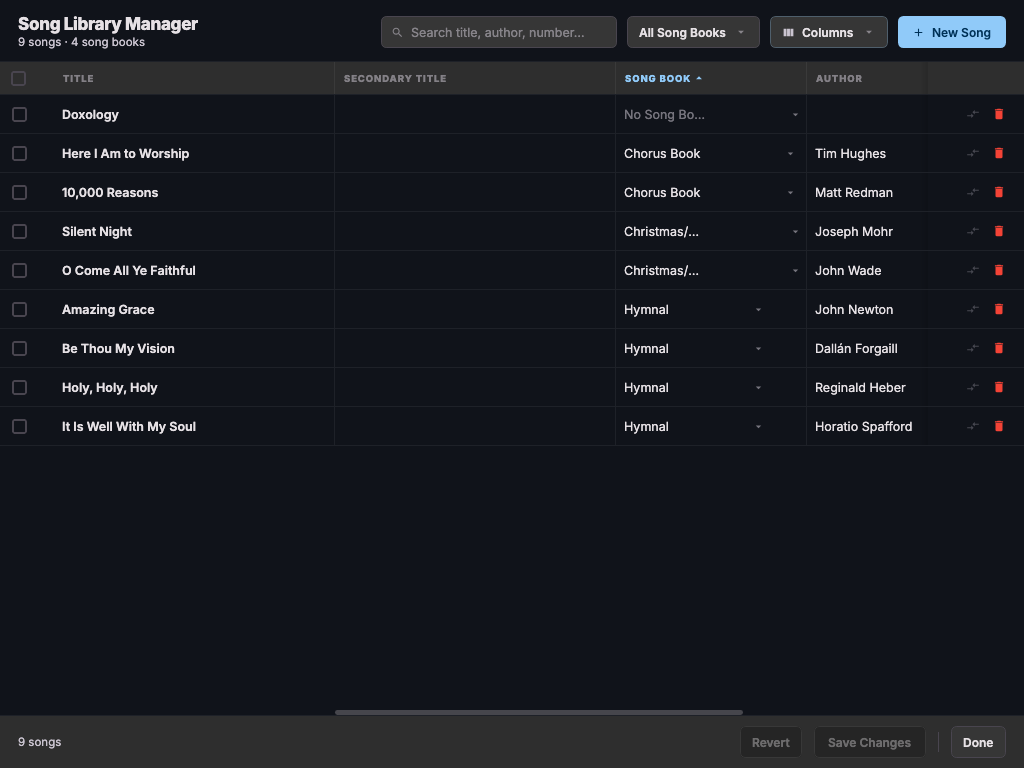 Song Library Manager
9 songs · 4 song books
Search title, author, number...
All Song Books
Columns
+ New Song
TITLE SECONDARY TITLE SONG BOOK AUTHOR
Doxology No Song Bo...
Here I Am to Worship Chorus Book Tim Hughes
10,000 Reasons Chorus Book Matt Redman
Silent Night Christmas/... Joseph Mohr
O Come All Ye Faithful Christmas/... John Wade
Amazing Grace Hymnal John Newton
Be Thou My Vision Hymnal Dallán Forgaill
Holy, Holy, Holy Hymnal Reginald Heber
It Is Well With My Soul Hymnal Horatio Spafford
9 songs
Revert
Save Changes
Done